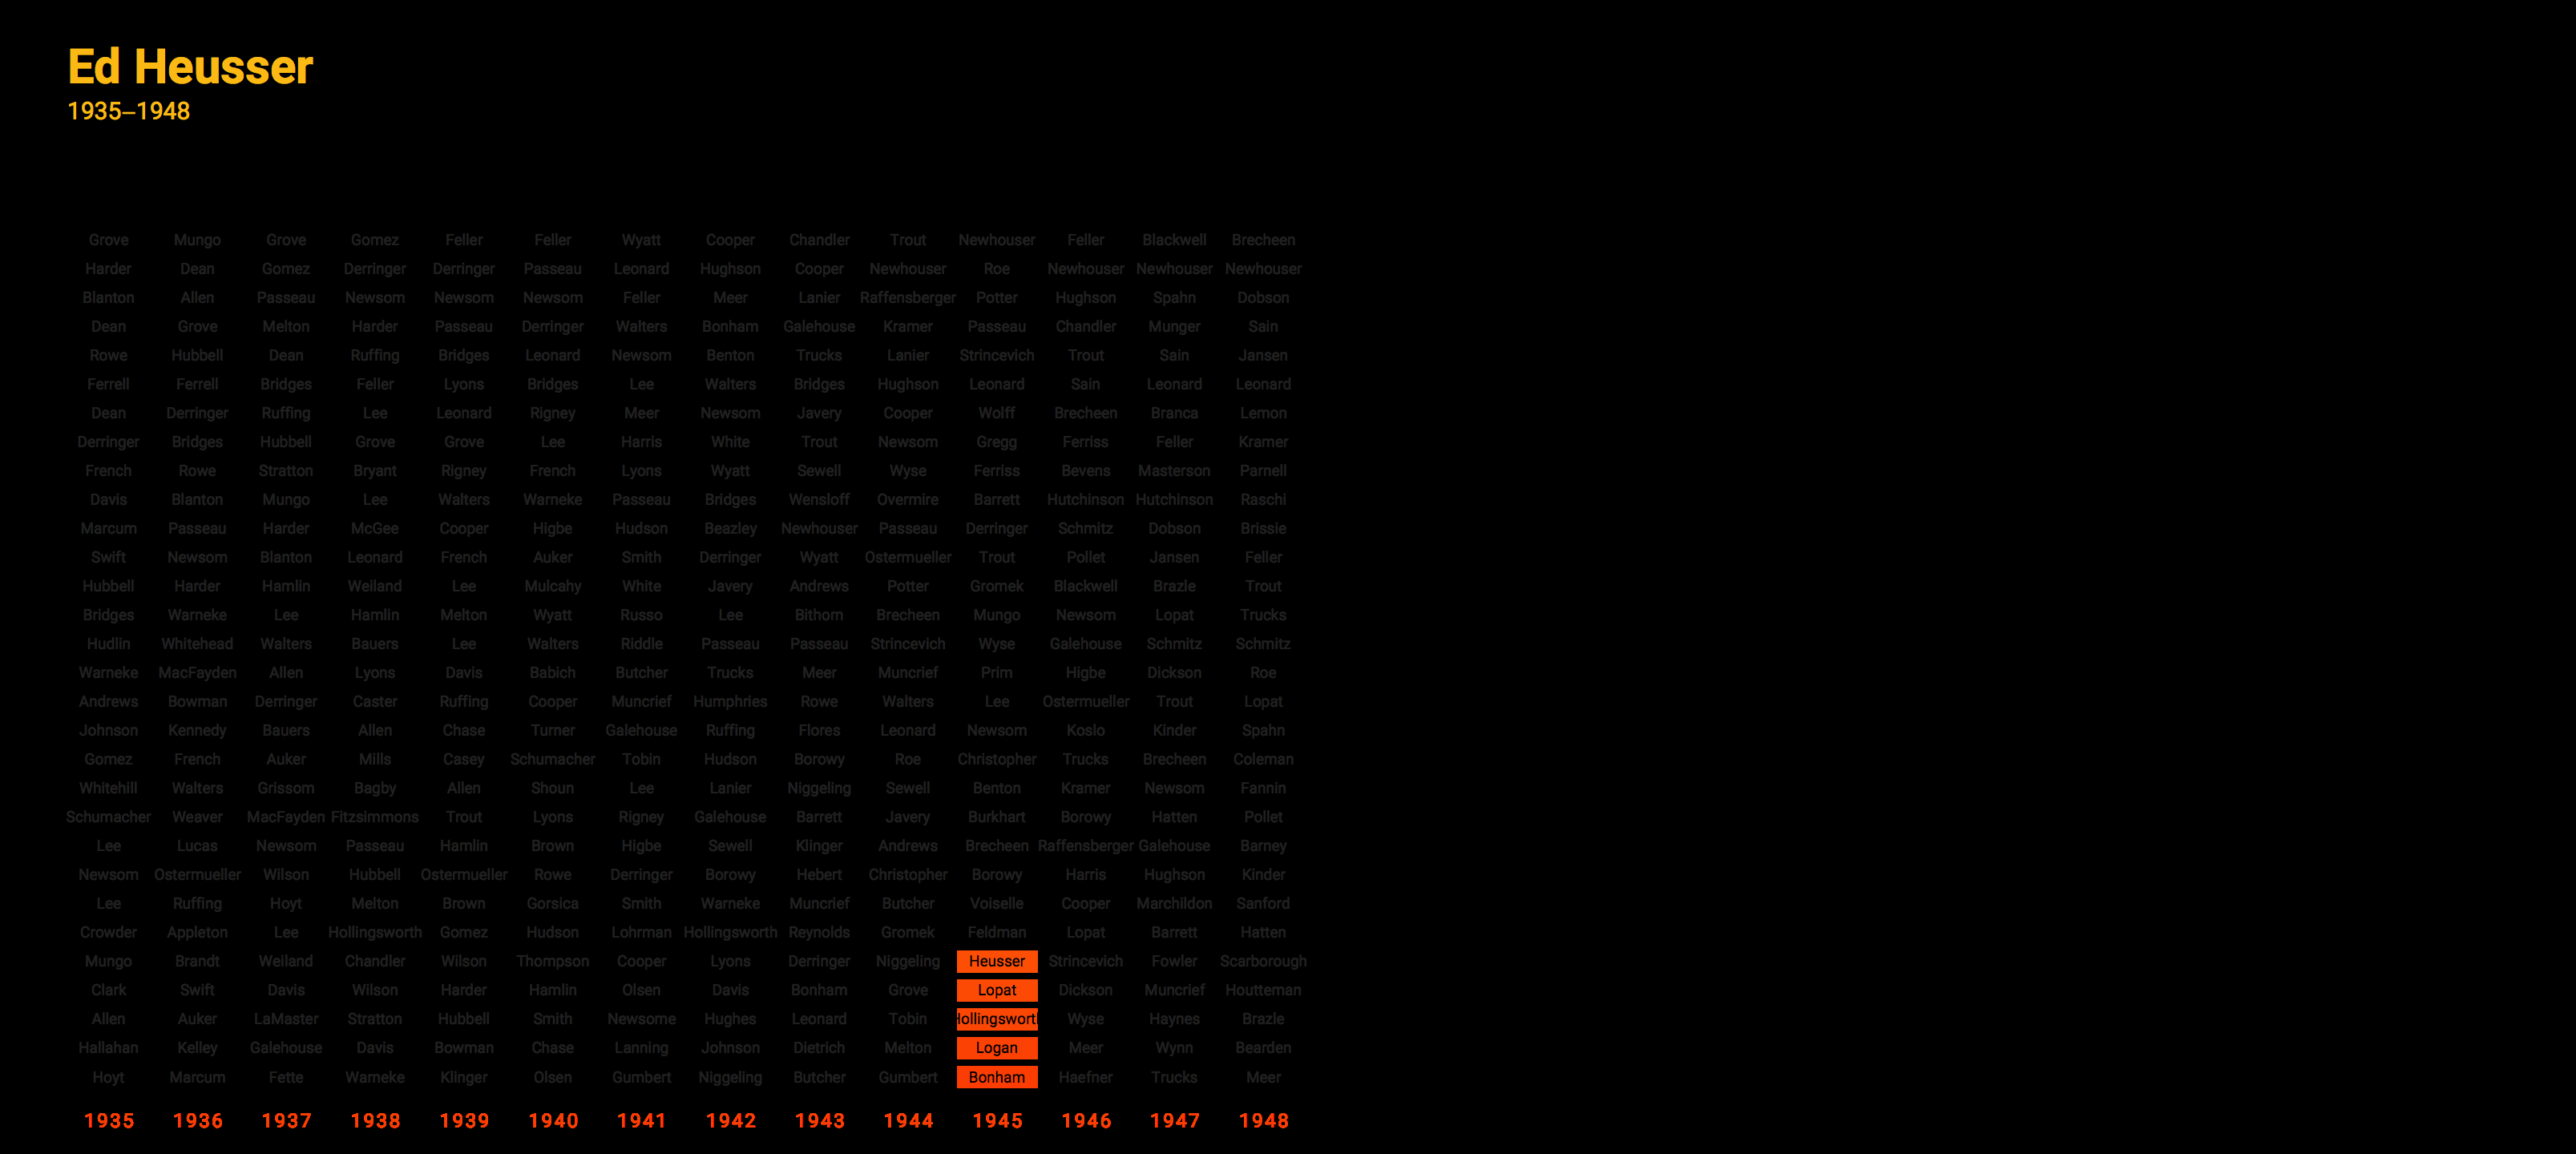 Ed Heusser
1935–1948
Grove Mungo Grove Gomez Feller Feller Wyatt Cooper Chandler Trout Newhouser Feller Blackwell Brecheen
Harder Dean Gomez Derringer Derringer Passeau Leonard Hughson Cooper Newhouser Roe Newhouser Newhouser Newhouser
Blanton Allen Passeau Newsom Newsom Newsom Feller Meer Lanier Raffensberger Potter Hughson Spahn Dobson
Dean Grove Melton Harder Passeau Derringer Walters Bonham Galehouse Kramer Passeau Chandler Munger Sain
Rowe Hubbell Dean Ruffing Bridges Leonard Newsom Benton Trucks Lanier Strincevich Trout Sain Jansen
Ferrell Ferrell Bridges Feller Lyons Bridges Lee Walters Bridges Hughson Leonard Sain Leonard Leonard
Dean Derringer Ruffing Lee Leonard Rigney Meer Newsom Javery Cooper Wolff Brecheen Branca Lemon
Derringer Bridges Hubbell Grove Grove Lee Harris White Trout Newsom Gregg Ferriss Feller Kramer
French Rowe Stratton Bryant Rigney French Lyons Wyatt Sewell Wyse Ferriss Bevens Masterson Parnell
Davis Blanton Mungo Lee Walters Warneke Passeau Bridges Wensloff Overmire Barrett Hutchinson Hutchinson Raschi
Marcum Passeau Harder McGee Cooper Higbe Hudson Beazley Newhouser Passeau Derringer Schmitz Dobson Brissie
Swift Newsom Blanton Leonard French Auker Smith Derringer Wyatt Ostermueller Trout Pollet Jansen Feller
Hubbell Harder Hamlin Weiland Lee Mulcahy White Javery Andrews Potter Gromek Blackwell Brazle Trout
Bridges Warneke Lee Hamlin Melton Wyatt Russo Lee Bithorn Brecheen Mungo Newsom Lopat Trucks
Hudlin Whitehead Walters Bauers Lee Walters Riddle Passeau Passeau Strincevich Wyse Galehouse Schmitz Schmitz
Warneke MacFayden Allen Lyons Davis Babich Butcher Trucks Meer Muncrief Prim Higbe Dickson Roe
Andrews Bowman Derringer Caster Ruffing Cooper Muncrief Humphries Rowe Walters Lee Ostermueller Trout Lopat
Johnson Kennedy Bauers Allen Chase Turner Galehouse Ruffing Flores Leonard Newsom Koslo Kinder Spahn
Gomez French Auker Mills Casey Schumacher Tobin Hudson Borowy Roe Christopher Trucks Brecheen Coleman
Whitehill Walters Grissom Bagby Allen Shoun Lee Lanier Niggeling Sewell Benton Kramer Newsom Fannin
Schumacher Weaver MacFayden Fitzsimmons Trout Lyons Rigney Galehouse Barrett Javery Burkhart Borowy Hatten Pollet
Lee Lucas Newsom Passeau Hamlin Brown Higbe Sewell Klinger Andrews Brecheen Raffensberger Galehouse Barney
Newsom Ostermueller Wilson Hubbell Ostermueller Rowe Derringer Borowy Hebert Christopher Borowy Harris Hughson Kinder
Lee Ruffing Hoyt Melton Brown Gorsica Smith Warneke Muncrief Butcher Voiselle Cooper Marchildon Sanford
Crowder Appleton Lee Hollingsworth Gomez Hudson Lohrman Hollingsworth Reynolds Gromek Feldman Lopat Barrett Hatten
Mungo Brandt Weiland Chandler Wilson Thompson Cooper Lyons Derringer Niggeling Heusser Strincevich Fowler Scarborough
Clark Swift Davis Wilson Harder Hamlin Olsen Davis Bonham Grove Lopat Dickson Muncrief Houtteman
Allen Auker LaMaster Stratton Hubbell Smith Newsome Hughes Leonard Tobin Hollingsworth Wyse Haynes Brazle
Hallahan Kelley Galehouse Davis Bowman Chase Lanning Johnson Dietrich Melton Logan Meer Wynn Bearden
Hoyt Marcum Fette Warneke Klinger Olsen Gumbert Niggeling Butcher Gumbert Bonham Haefner Trucks Meer
1935 1936 1937 1938 1939 1940 1941 1942 1943 1944 1945 1946 1947 1948